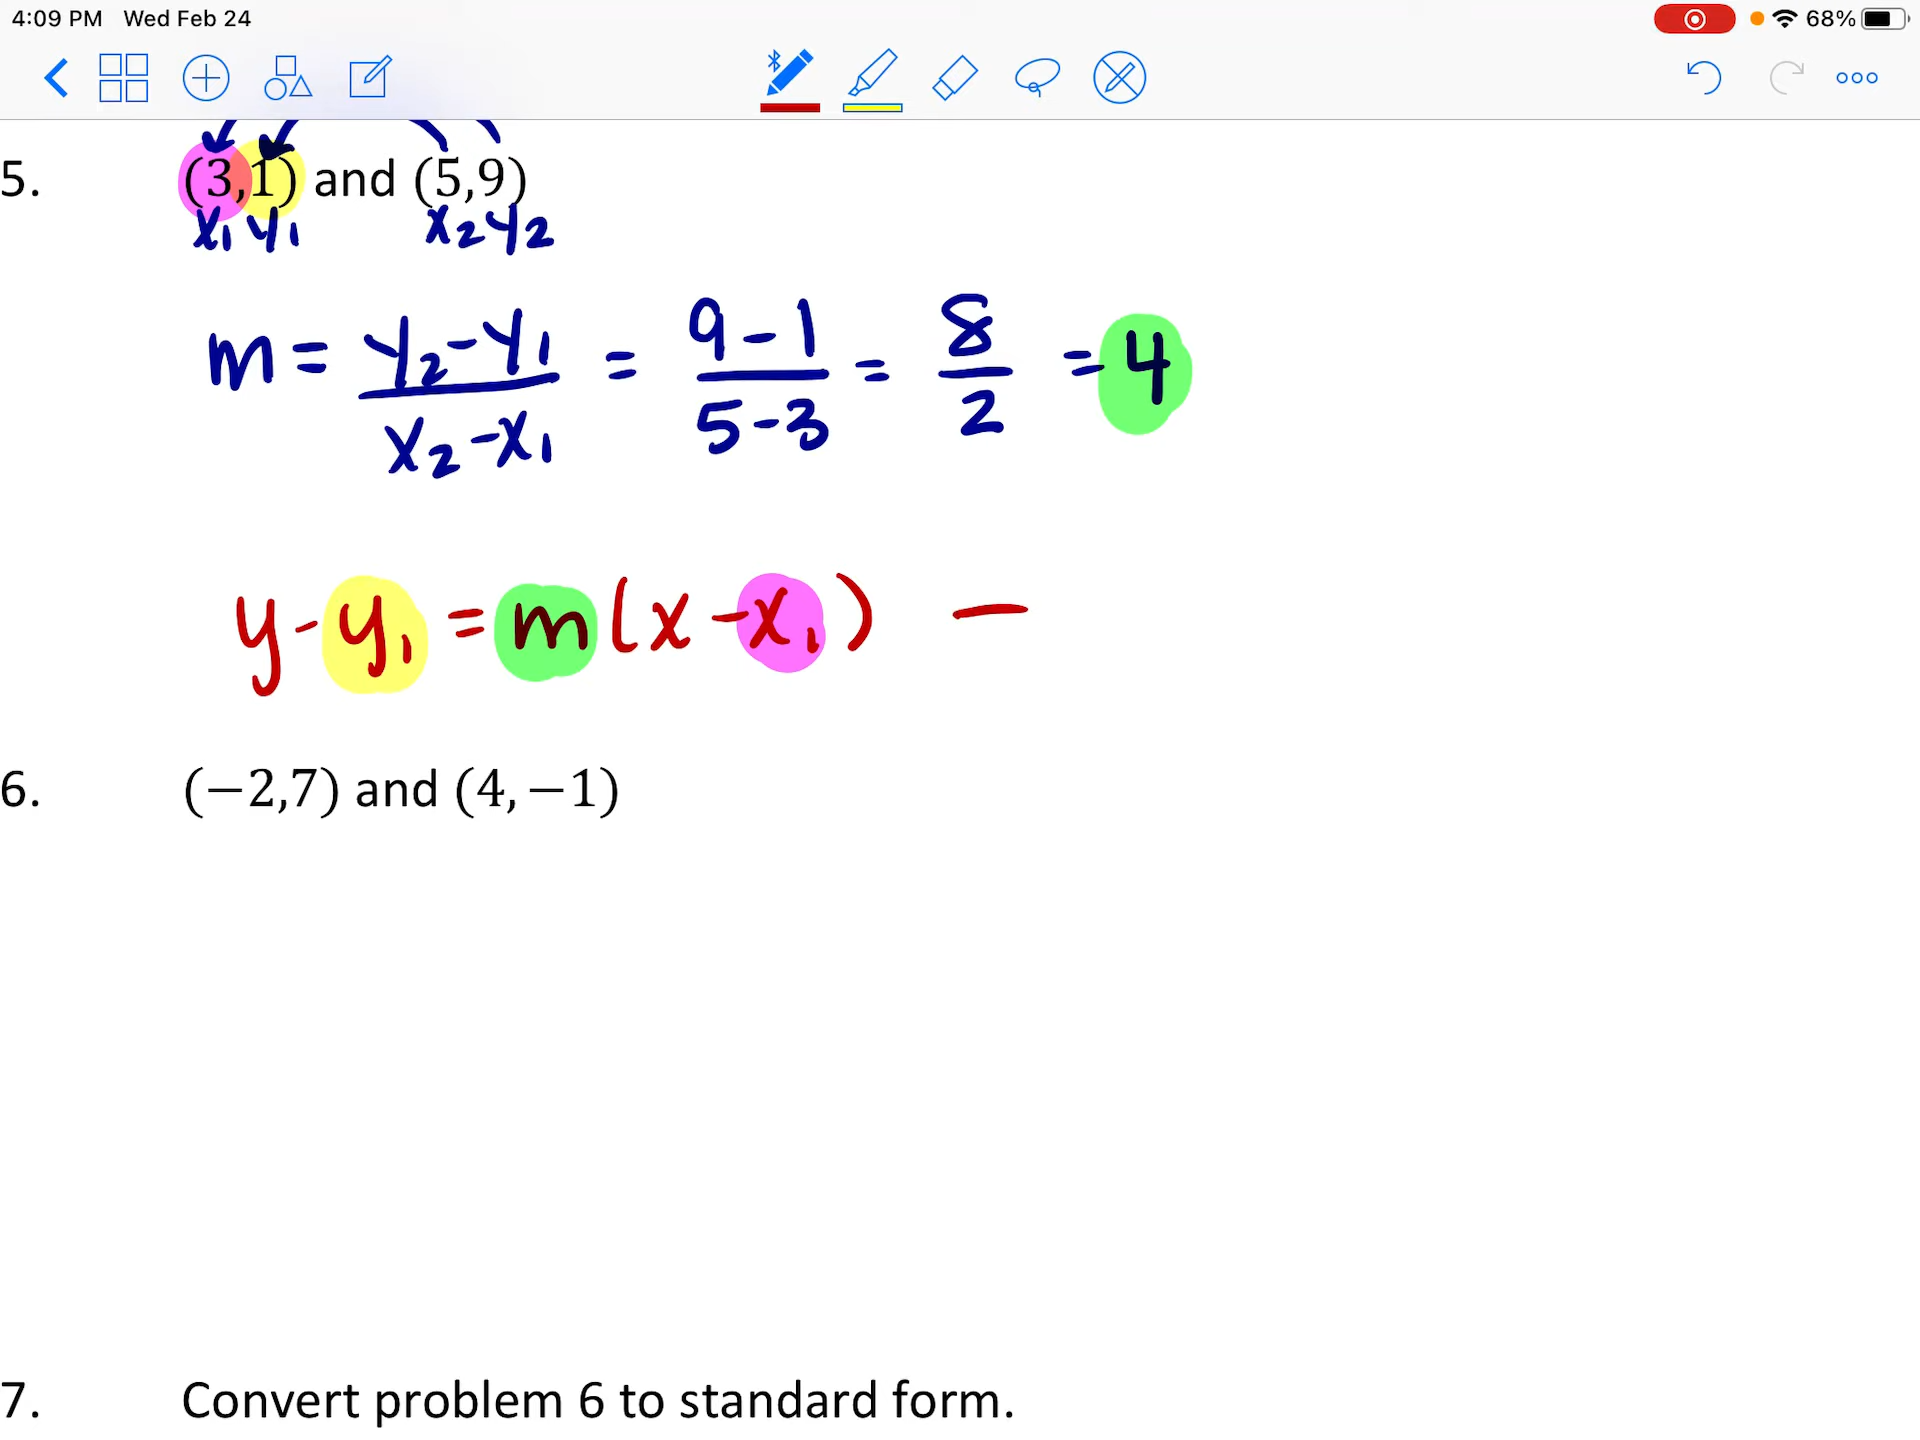 4:09 PM Wed Feb 24 68%
5. (3,1) and (5,9)
x₁ y₁ x₂ y₂
m = y₂-y₁/x₂-x₁ = 9-1/5-3 = 8/2 = 4
y-y₁ = m(x-x₁) —
6. (−2,7) and (4,−1)
7. Convert problem 6 to standard form.